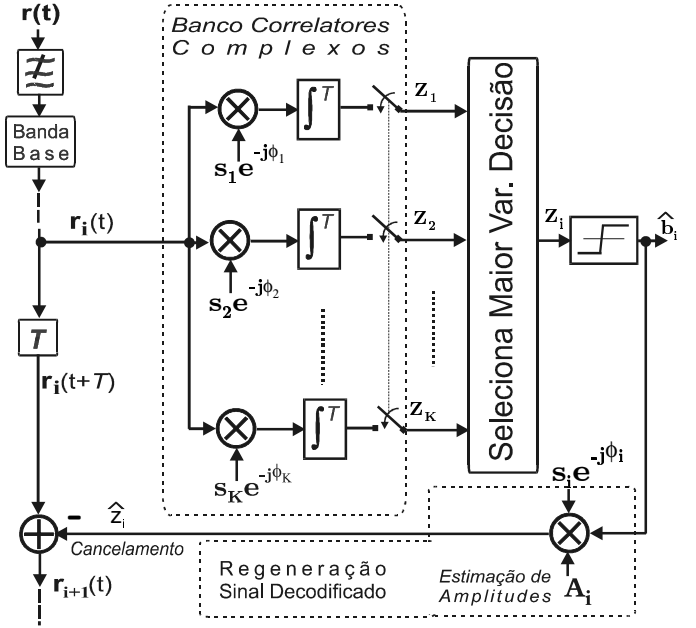 r(t)
Banda
Base
r_i(t)
T
r_i(t+T)
r_{i+1}(t)
Banco Correlatores
Complexos
∫^T
s_1e^{-jϕ_1}
z_1
∫^T
s_2e^{-jϕ_2}
z_2
∫^T
s_Ke^{-jϕ_K}
z_K
Seleciona Maior Var. Decisão
z_i
b̂_i
s_ie^{-jϕ_i}
A_i
Estimação de
Amplitudes
Regeneração
Sinal Decodificado
ẑ_i
−
+
Cancelamento